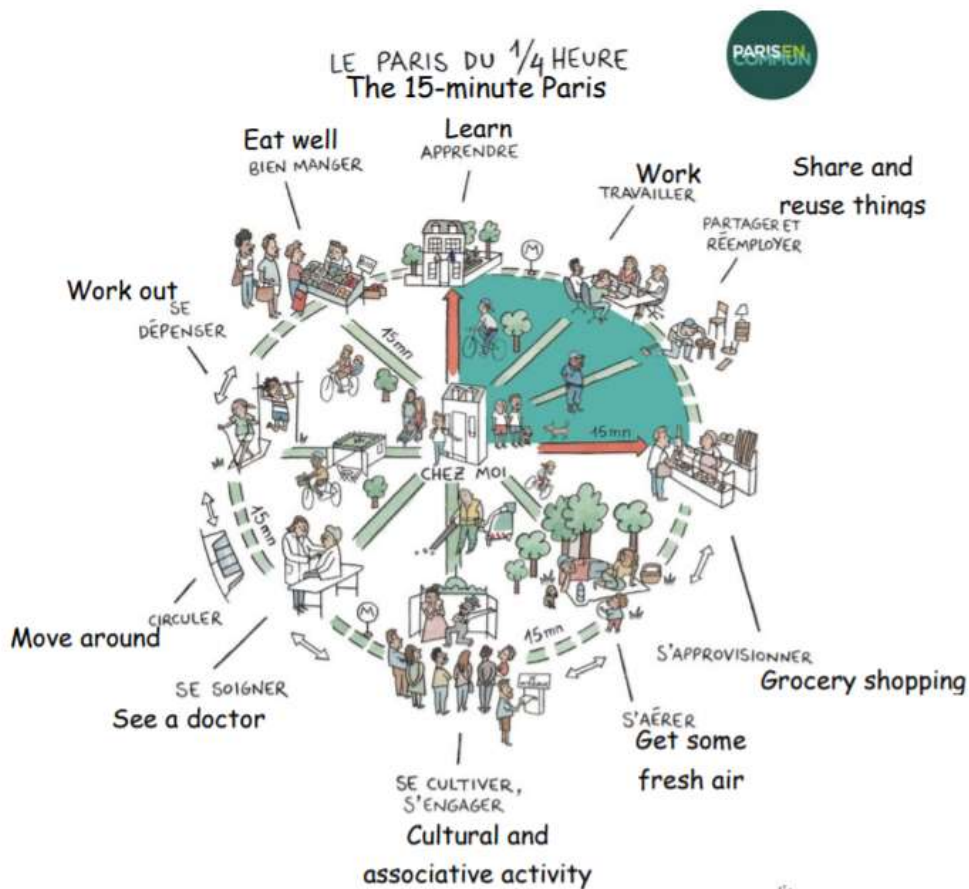 LE PARIS DU 1/4 HEURE
The 15-minute Paris
PARISEN
COMMUN
Eat well
BIEN MANGER
Learn
APPRENDRE
Work
TRAVAILLER
Share and
reuse things
PARTAGER ET
RÉEMPLOYER
Work out
SE
DÉPENSER
M
15mn
15mn
CHEZ MOI
15mn
CIRCULER
Move around
M
15mn
SE SOIGNER
See a doctor
S'APPROVISIONNER
Grocery shopping
S'AÉRER
Get some
fresh air
SE CULTIVER,
S'ENGAGER
Cultural and
associative activity